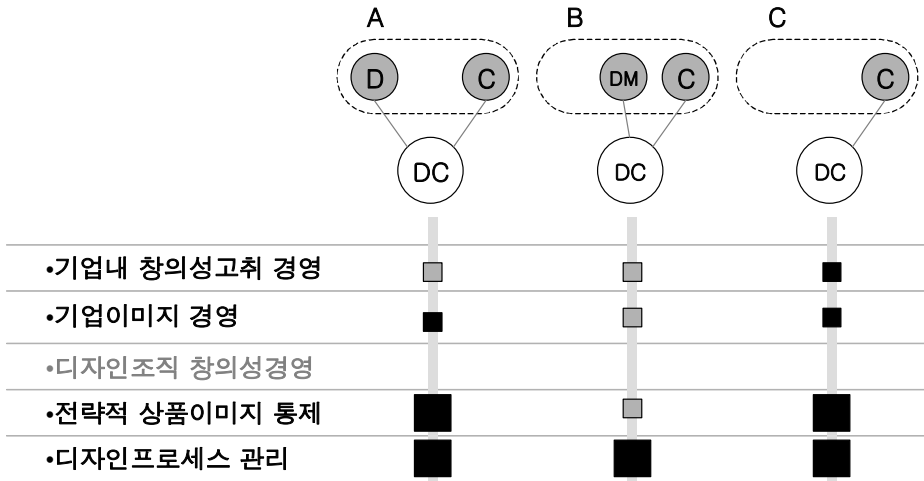 A B C
D C DM C C
DC DC DC
•기업내 창의성고취 경영
•기업이미지 경영
•디자인조직 창의성경영
•전략적 상품이미지 통제
•디자인프로세스 관리